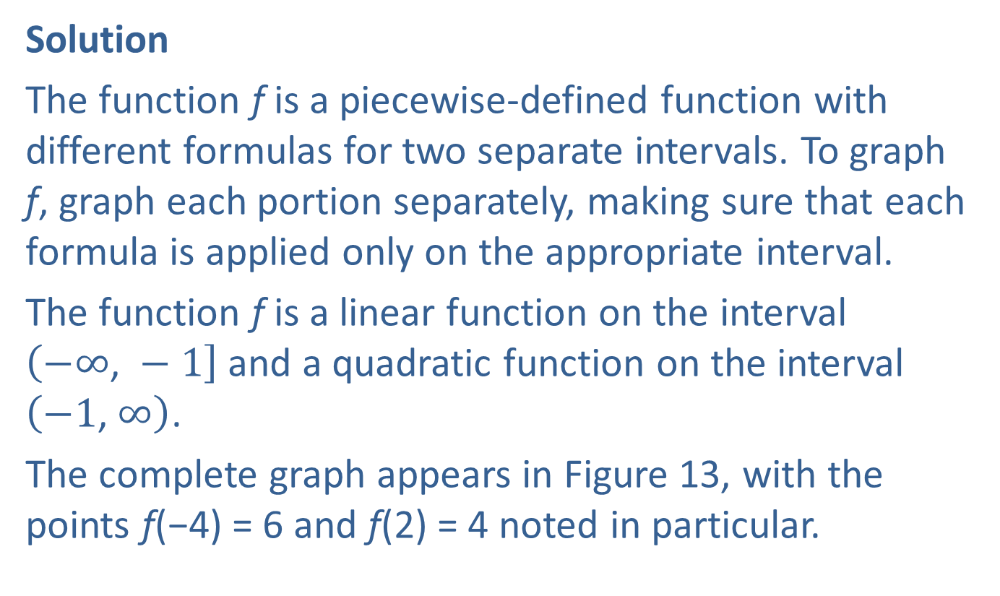 Solution
The function f is a piecewise-defined function with
different formulas for two separate intervals. To graph
f, graph each portion separately, making sure that each
formula is applied only on the appropriate interval.
The function f is a linear function on the interval
(−∞, − 1] and a quadratic function on the interval
(−1, ∞).
The complete graph appears in Figure 13, with the
points f(−4) = 6 and f(2) = 4 noted in particular.